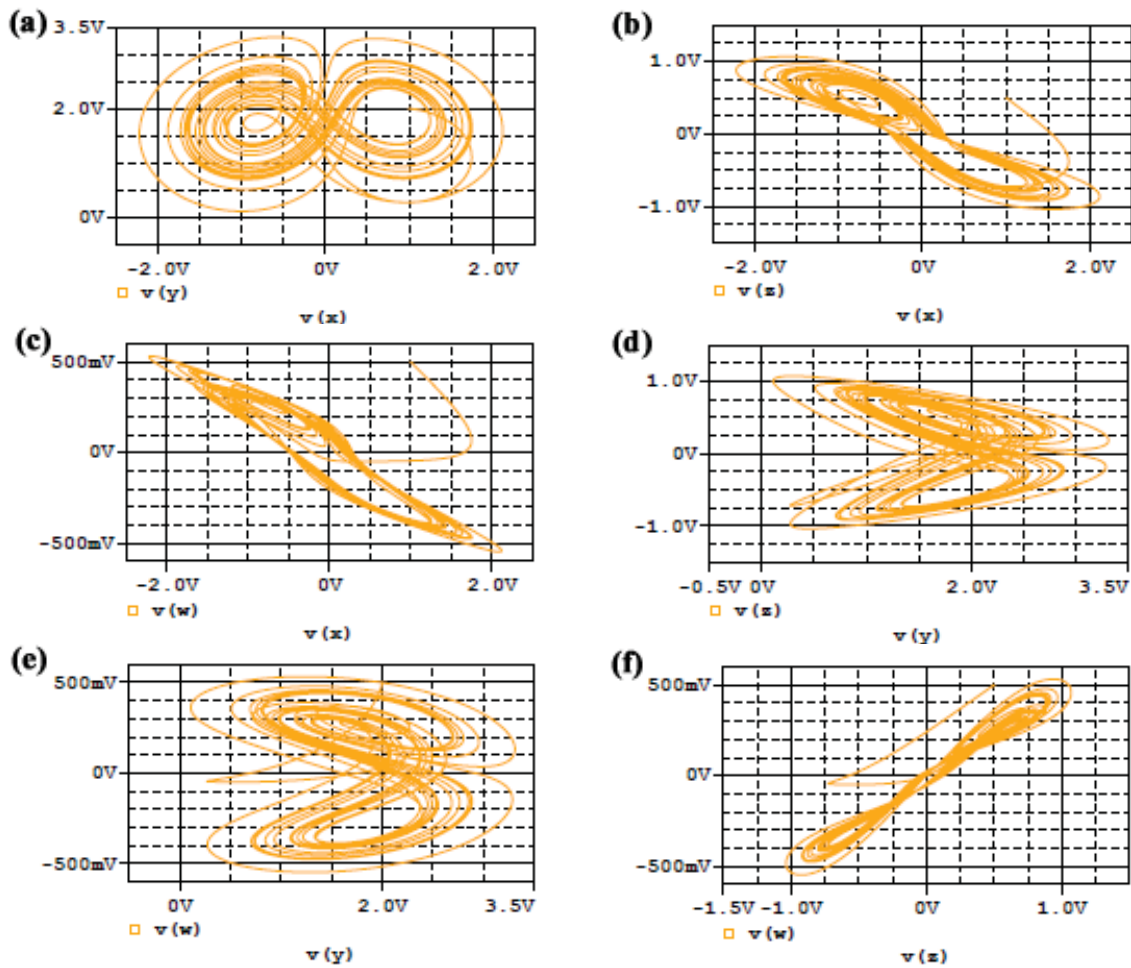 (a)
3.5V
2.0V
0V
-2.0V 0V 2.0V
v(y)
v(x)
(b)
1.0V
0V
-1.0V
-2.0V 0V 2.0V
v(z)
v(x)
(c)
500mV
0V
-500mV
-2.0V 0V 2.0V
v(w)
v(x)
(d)
1.0V
0V
-1.0V
-0.5V 0V 2.0V 3.5V
v(z)
v(y)
(e)
500mV
0V
-500mV
0V 2.0V 3.5V
v(w)
v(y)
(f)
500mV
0V
-500mV
-1.5V -1.0V 0V 1.0V
v(w)
v(z)